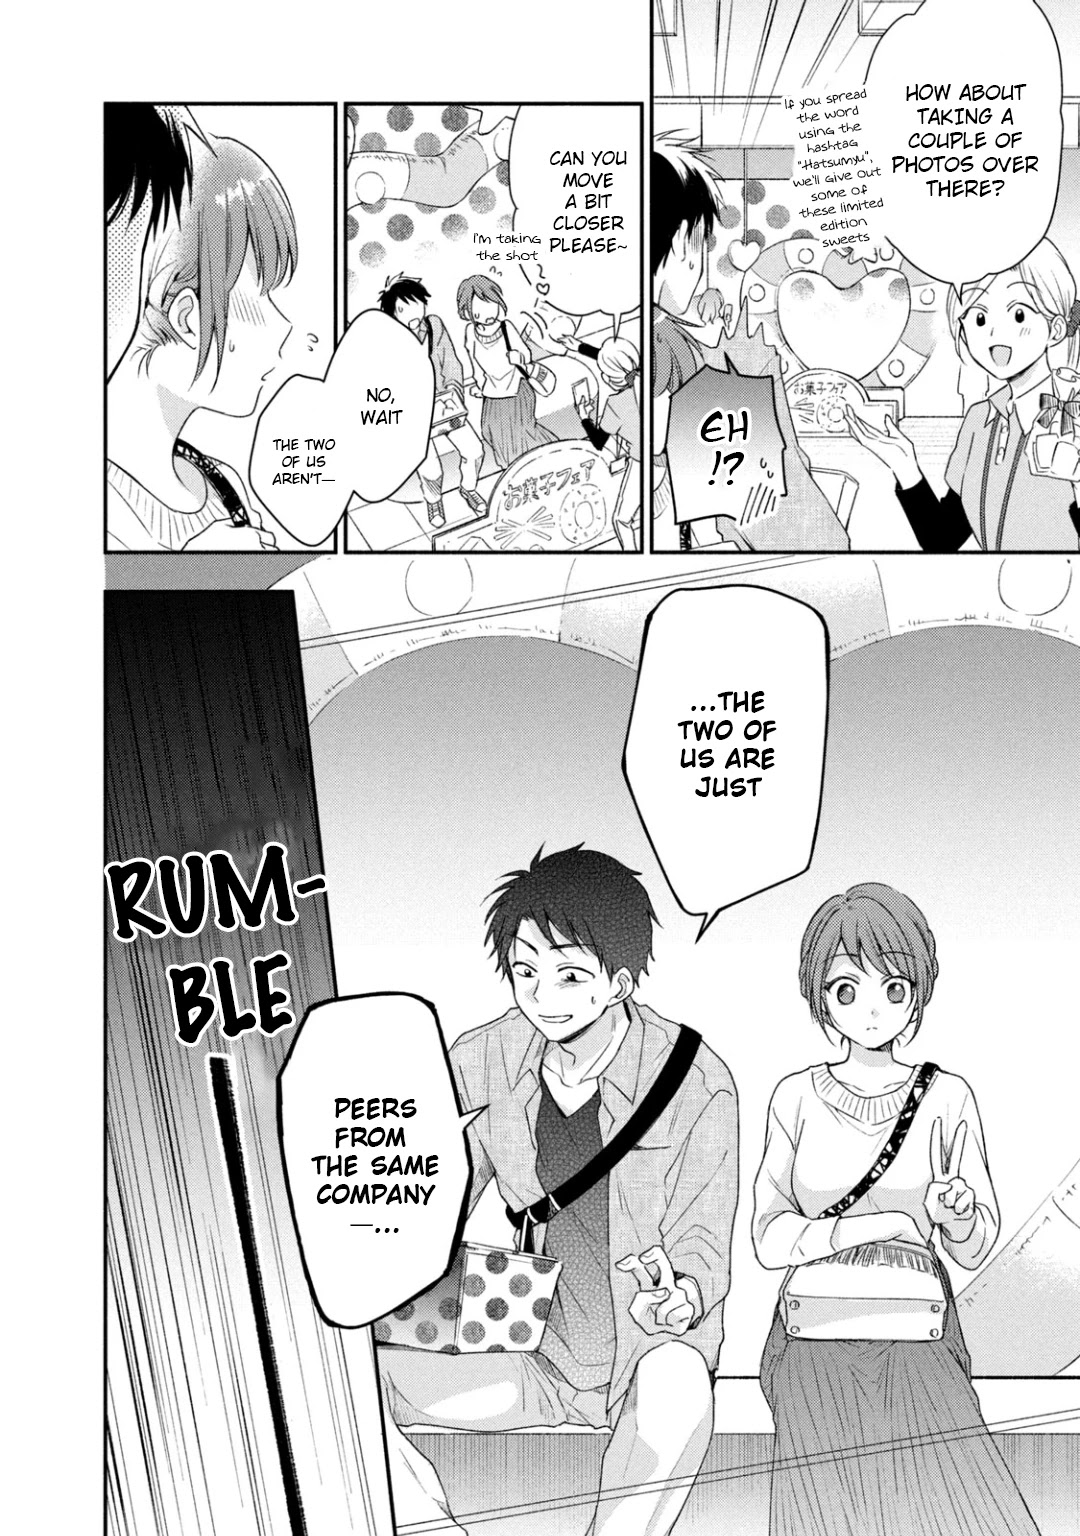 HOW ABOUT
TAKING A
COUPLE OF
PHOTOS OVER
THERE?
If you spread
the word
using the
hashtag
"Hatsumyu",
we'll give out
some of
these limited
edition
sweets
お菓子フェア
EH
!?
CAN YOU
MOVE
A BIT
CLOSER
PLEASE~
I'm taking
the shot
お菓子フェア
NO,
WAIT
THE TWO
OF US
AREN'T—
...THE
TWO OF
US ARE
JUST
PEERS
FROM
THE SAME
COMPANY
—...
RUM-
BLE